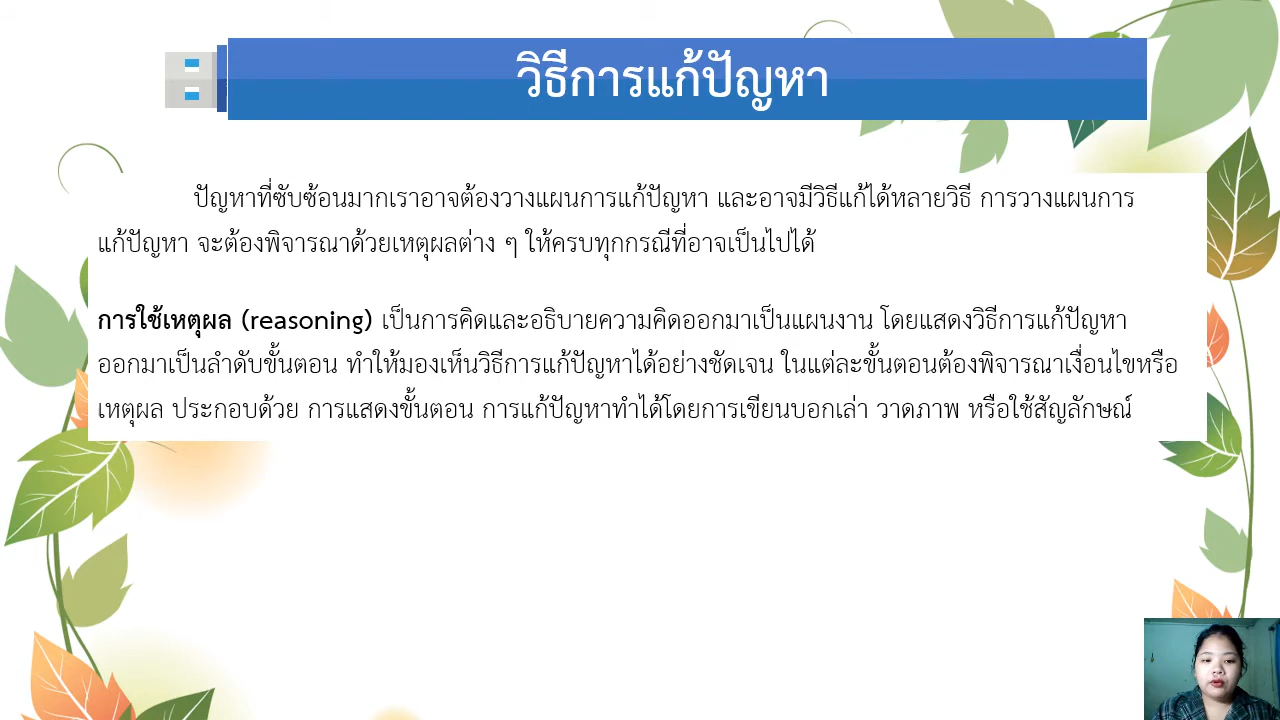 วิธีการแก้ปัญหา
ปัญหาที่ซับซ้อนมากเราอาจต้องวางแผนการแก้ปัญหา และอาจมีวิธีแก้ได้หลายวิธี การวางแผนการ
แก้ปัญหา จะต้องพิจารณาด้วยเหตุผลต่าง ๆ ให้ครบทุกกรณีที่อาจเป็นไปได้
การใช้เหตุผล (reasoning) เป็นการคิดและอธิบายความคิดออกมาเป็นแผนงาน โดยแสดงวิธีการแก้ปัญหา
ออกมาเป็นลำดับขั้นตอน ทำให้มองเห็นวิธีการแก้ปัญหาได้อย่างชัดเจน ในแต่ละขั้นตอนต้องพิจารณาเงื่อนไขหรือ
เหตุผล ประกอบด้วย การแสดงขั้นตอน การแก้ปัญหาทำได้โดยการเขียนบอกเล่า วาดภาพ หรือใช้สัญลักษณ์